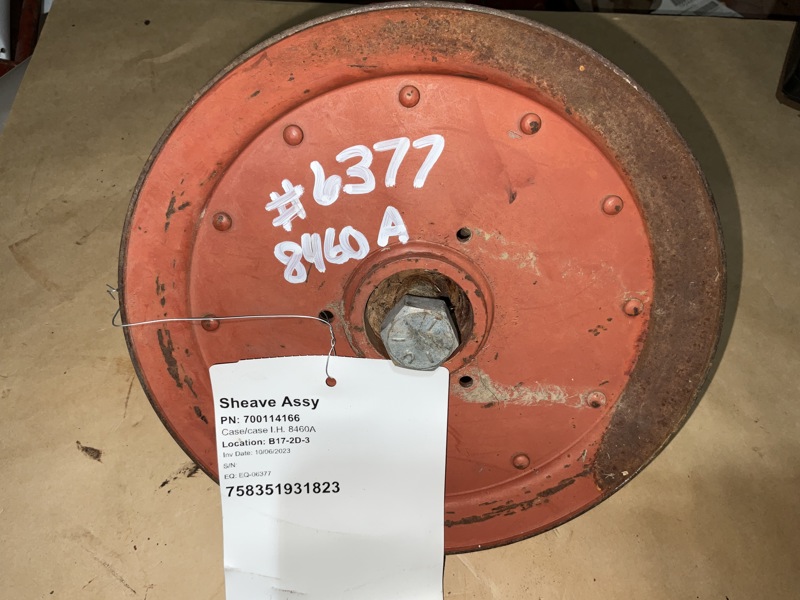 #6377
8460 A
Sheave Assy
PN: 700114166
Case/case I.H. 8460A
Location: B17-2D-3
Inv Date: 10/06/2023
S/N:
EQ: EQ-06377
758351931823